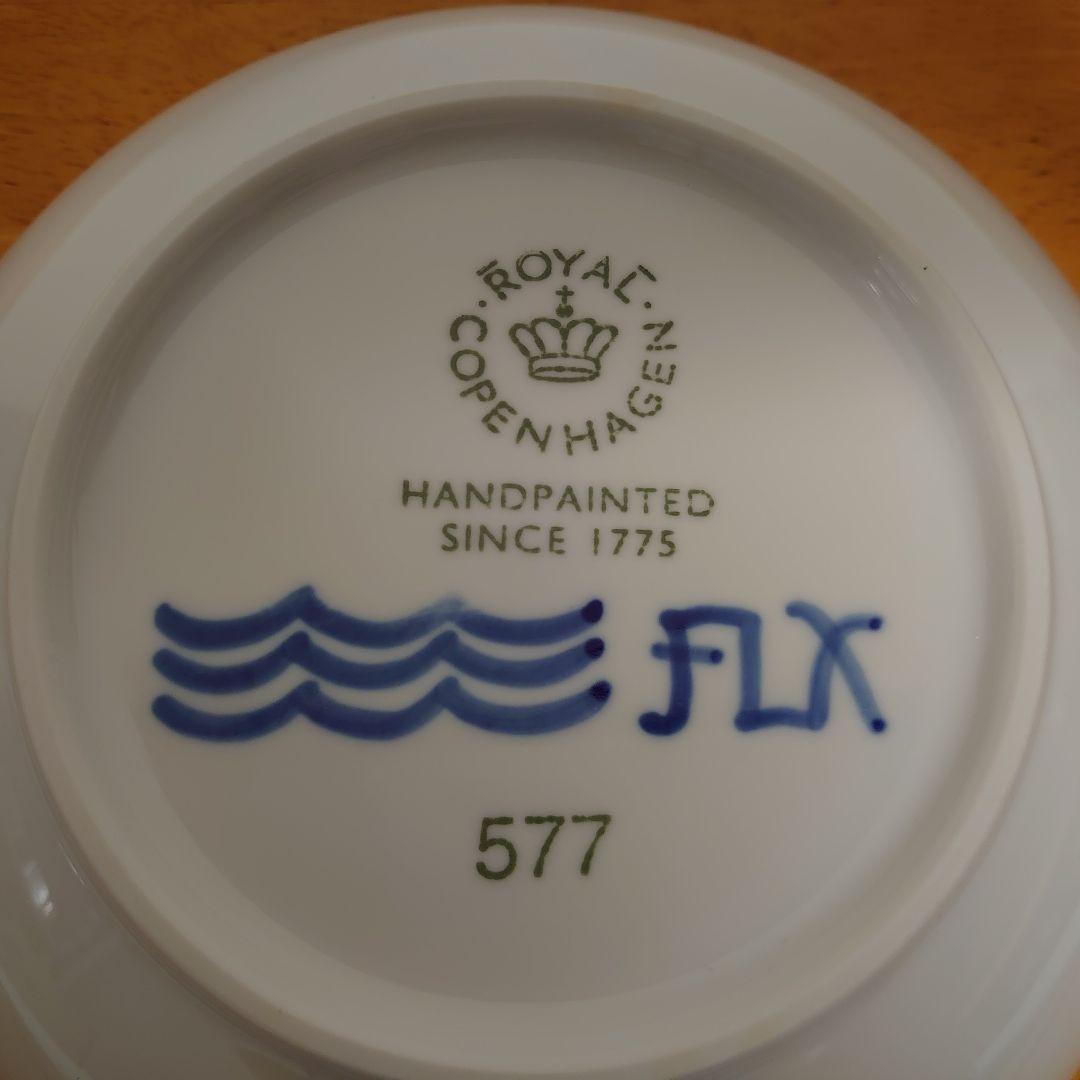 ROYAL
COPENHAGEN
HANDPAINTED
SINCE 1775
FLX
577